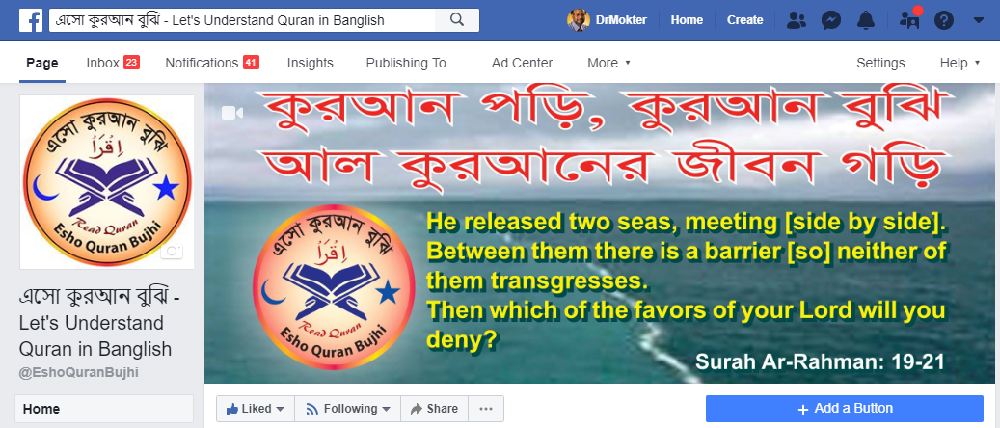 এসো কুরআন বুঝি - Let's Understand Quran in Banglish
DrMokter Home Create
Page Inbox 23 Notifications 41 Insights Publishing To... Ad Center More Settings Help
এসো কুরআন বুঝি
اِقْرَأْ
Read Quran
Esho Quran Bujhi
কুরআন পড়ি, কুরআন বুঝি
আল কুরআনের জীবন গড়ি
এসো কুরআন বুঝি
اِقْرَأْ
Read Quran
Esho Quran Bujhi
He released two seas, meeting [side by side].
Between them there is a barrier [so] neither of
them transgresses.
Then which of the favors of your Lord will you
deny?
Surah Ar-Rahman: 19-21
এসো কুরআন বুঝি -
Let's Understand
Quran in Banglish
@EshoQuranBujhi
Home
Liked Following Share ... + Add a Button